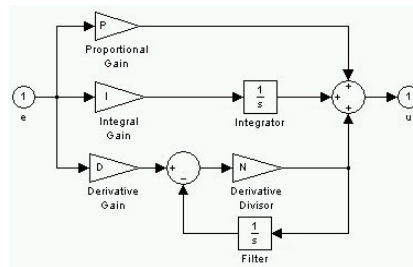 P
Proportional
Gain
1
e
I
Integral
Gain
1
s
Integrator
+
+
+
1
u
D
Derivative
Gain
+
−
N
Derivative
Divisor
1
s
Filter